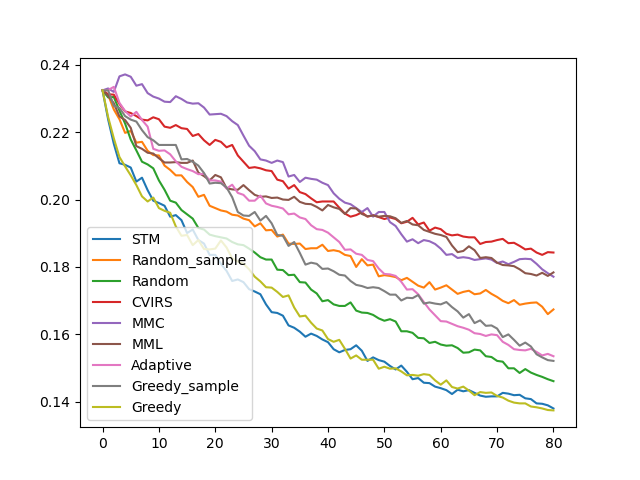 0.24
0.22
0.20
0.18
0.16
0.14
STM
Random_sample
Random
CVIRS
MMC
MML
Adaptive
Greedy_sample
Greedy
0 10 20 30 40 50 60 70 80